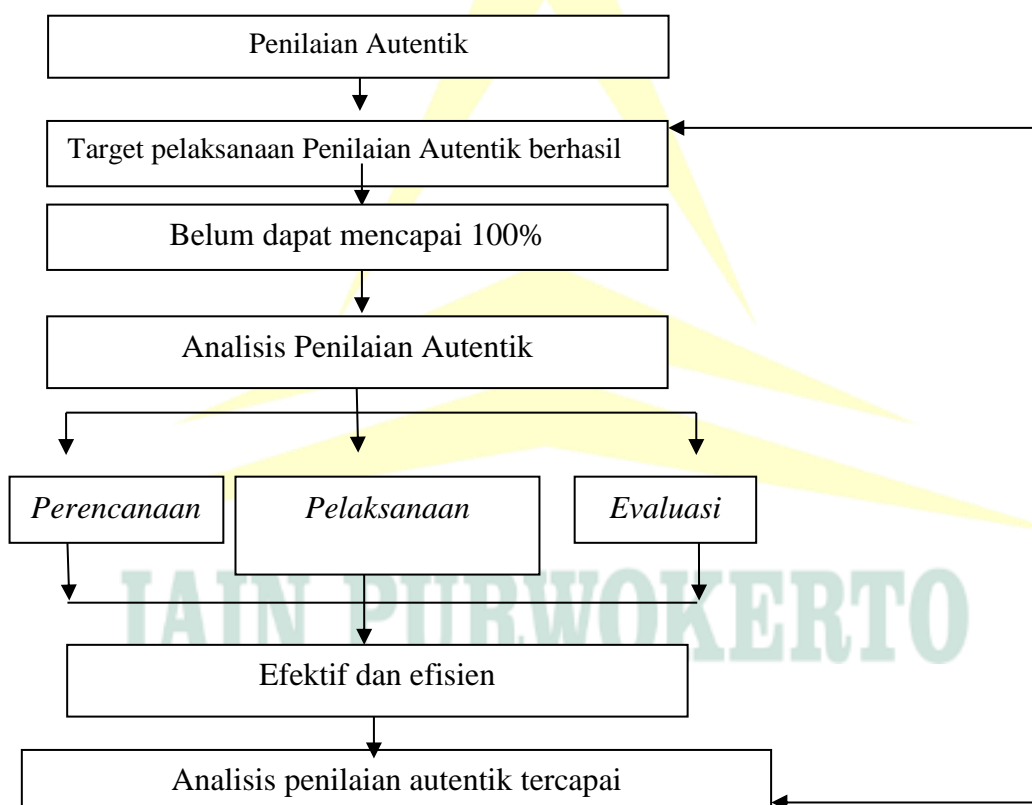 Penilaian Autentik
Target pelaksanaan Penilaian Autentik berhasil
Belum dapat mencapai 100%
Analisis Penilaian Autentik
Perencanaan
Pelaksanaan
Evaluasi
IAIN PURWOKERTO
Efektif dan efisien
Analisis penilaian autentik tercapai